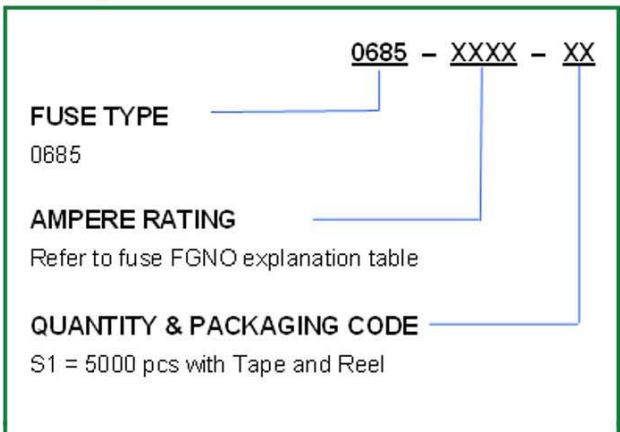 0685 – XXXX – XX
FUSE TYPE
0685
AMPERE RATING
Refer to fuse FGNO explanation table
QUANTITY & PACKAGING CODE
S1 = 5000 pcs with Tape and Reel